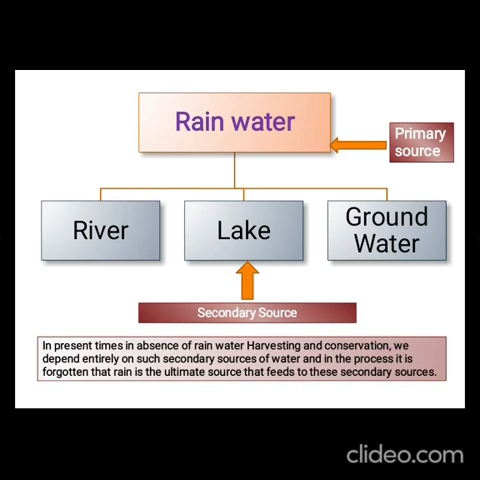 Rain water
Primary
source
River
Lake
Ground
Water
Secondary Source
In present times in absence of rain water Harvesting and conservation, we
depend entirely on such secondary sources of water and in the process it is
forgotten that rain is the ultimate source that feeds to these secondary sources.
clideo.com